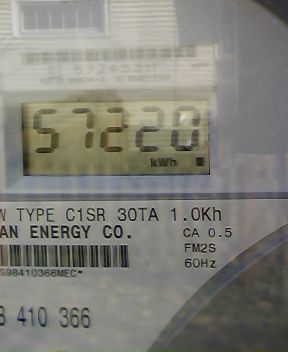 57220
kWh
W TYPE C1SR 30TA 1.0Kh
AN ENERGY CO. CA 0.5
FM2S
S98410366MEC* 60Hz
8 410 366